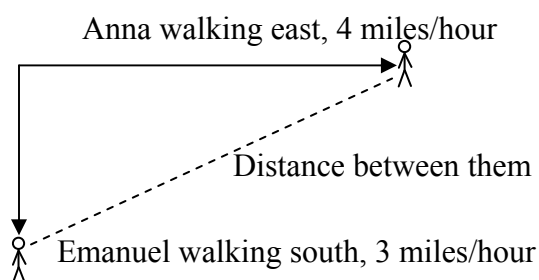 Anna walking east, 4 miles/hour
Distance between them
Emanuel walking south, 3 miles/hour